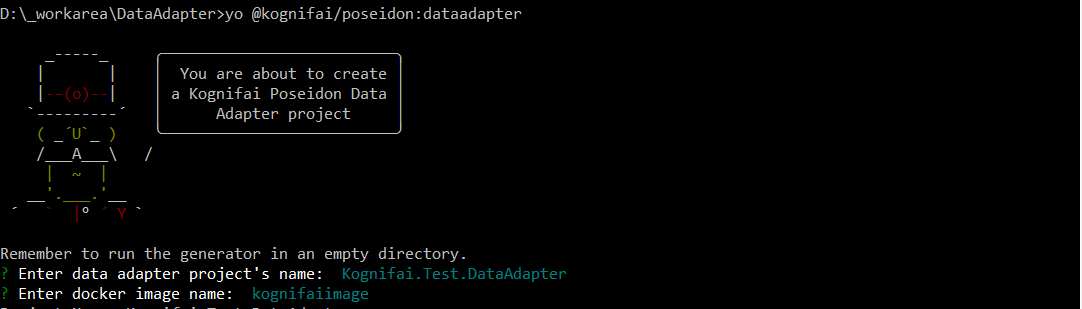 D:\_workarea\DataAdapter>yo @kognifai/poseidon:dataadapter
You are about to create
a Kognifai Poseidon Data
Adapter project
Remember to run the generator in an empty directory.
? Enter data adapter project's name:  Kognifai.Test.DataAdapter
? Enter docker image name:  kognifaiimage